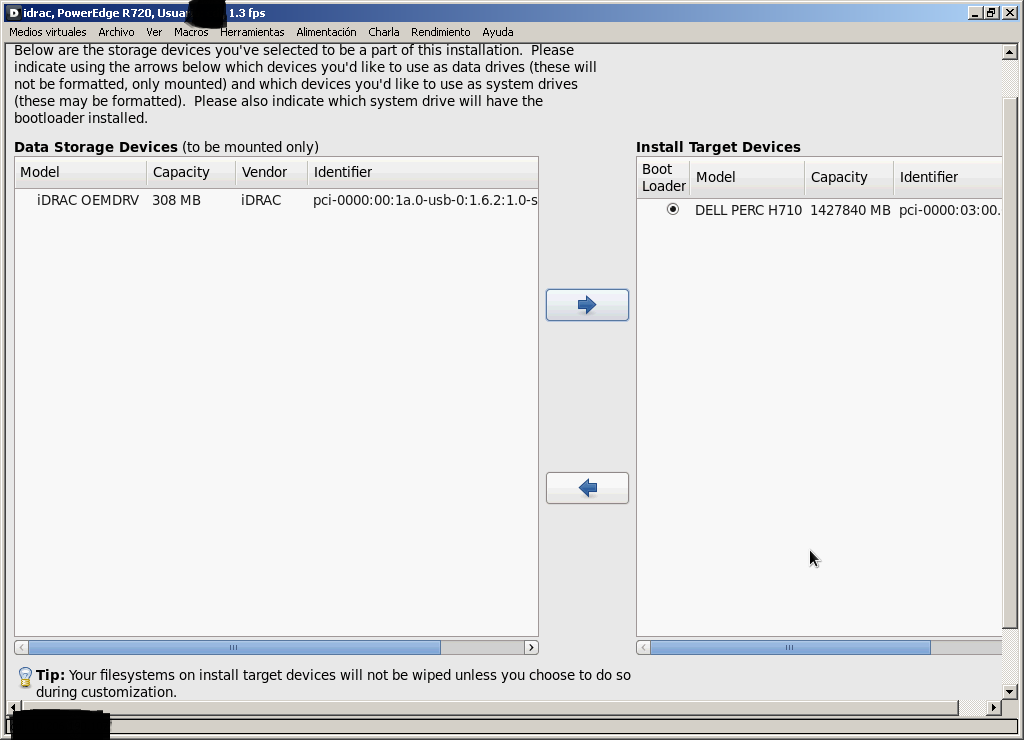 idrac, PowerEdge R720, Usuar 1.3 fps
Medios virtuales Archivo Ver Macros Herramientas Alimentación Charla Rendimiento Ayuda
Below are the storage devices you've selected to be a part of this installation. Please
indicate using the arrows below which devices you'd like to use as data drives (these will
not be formatted, only mounted) and which devices you'd like to use as system drives
(these may be formatted). Please also indicate which system drive will have the
bootloader installed.
Data Storage Devices (to be mounted only)
Model Capacity Vendor Identifier
iDRAC OEMDRV 308 MB iDRAC pci-0000:00:1a.0-usb-0:1.6.2:1.0-s
Install Target Devices
Boot
Loader Model Capacity Identifier
DELL PERC H710 1427840 MB pci-0000:03:00.
Tip: Your filesystems on install target devices will not be wiped unless you choose to do so
during customization.